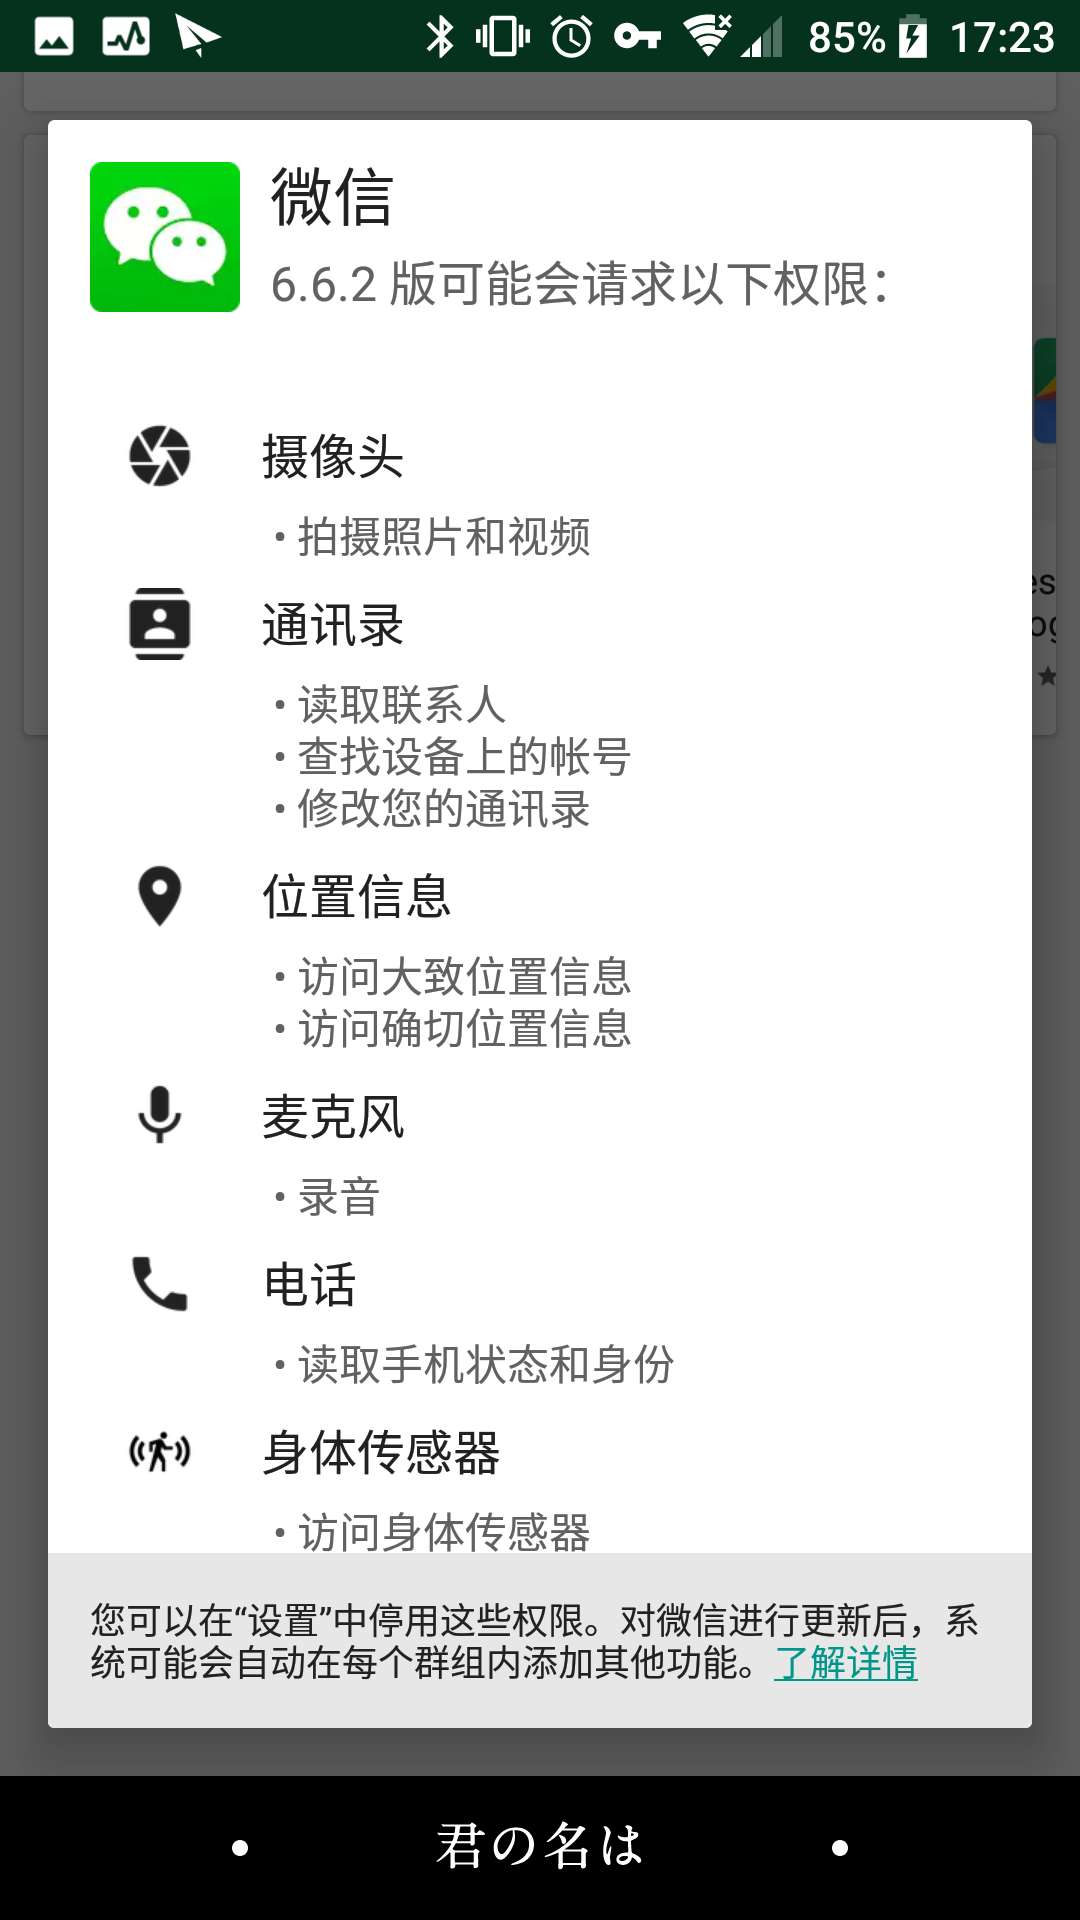 85% 17:23
微信
6.6.2 版可能会请求以下权限：
摄像头
• 拍摄照片和视频
通讯录
• 读取联系人
• 查找设备上的帐号
• 修改您的通讯录
位置信息
• 访问大致位置信息
• 访问确切位置信息
麦克风
• 录音
电话
• 读取手机状态和身份
身体传感器
• 访问身体传感器
您可以在“设置”中停用这些权限。对微信进行更新后，系
统可能会自动在每个群组内添加其他功能。了解详情
君の名は